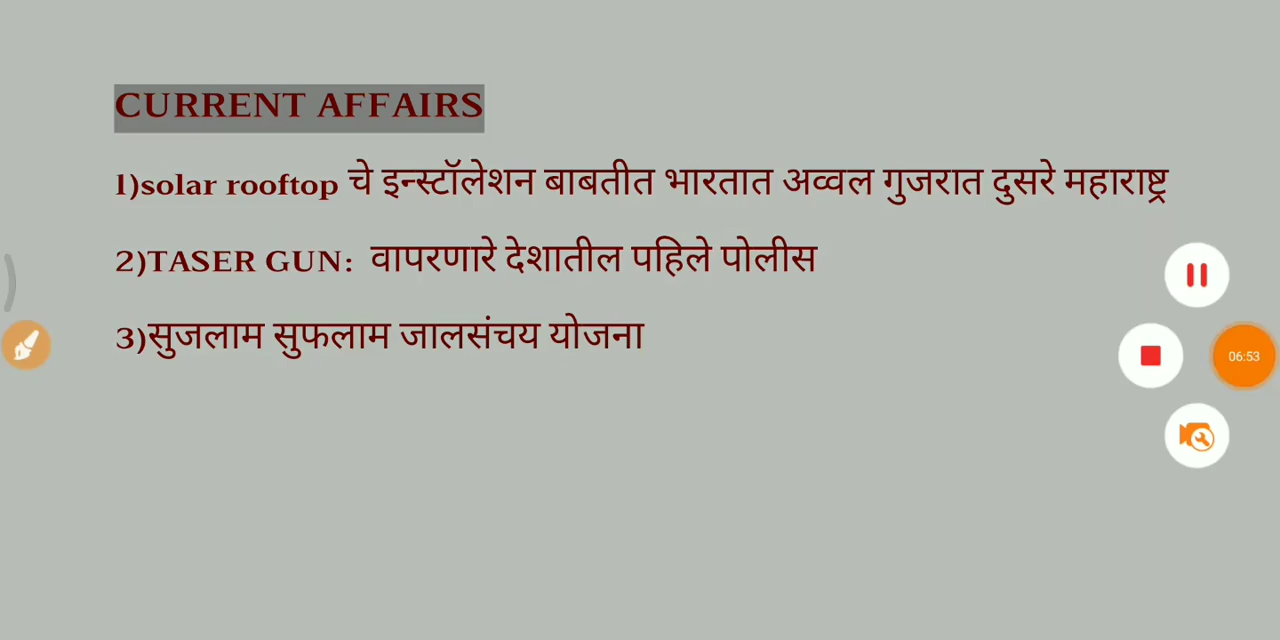 CURRENT AFFAIRS
1)solar rooftop चे इन्स्टॉलेशन बाबतीत भारतात अव्वल गुजरात दुसरे महाराष्ट्र
2)TASER GUN: वापरणारे देशातील पहिले पोलीस
3)सुजलाम सुफलाम जालसंचय योजना
06:53